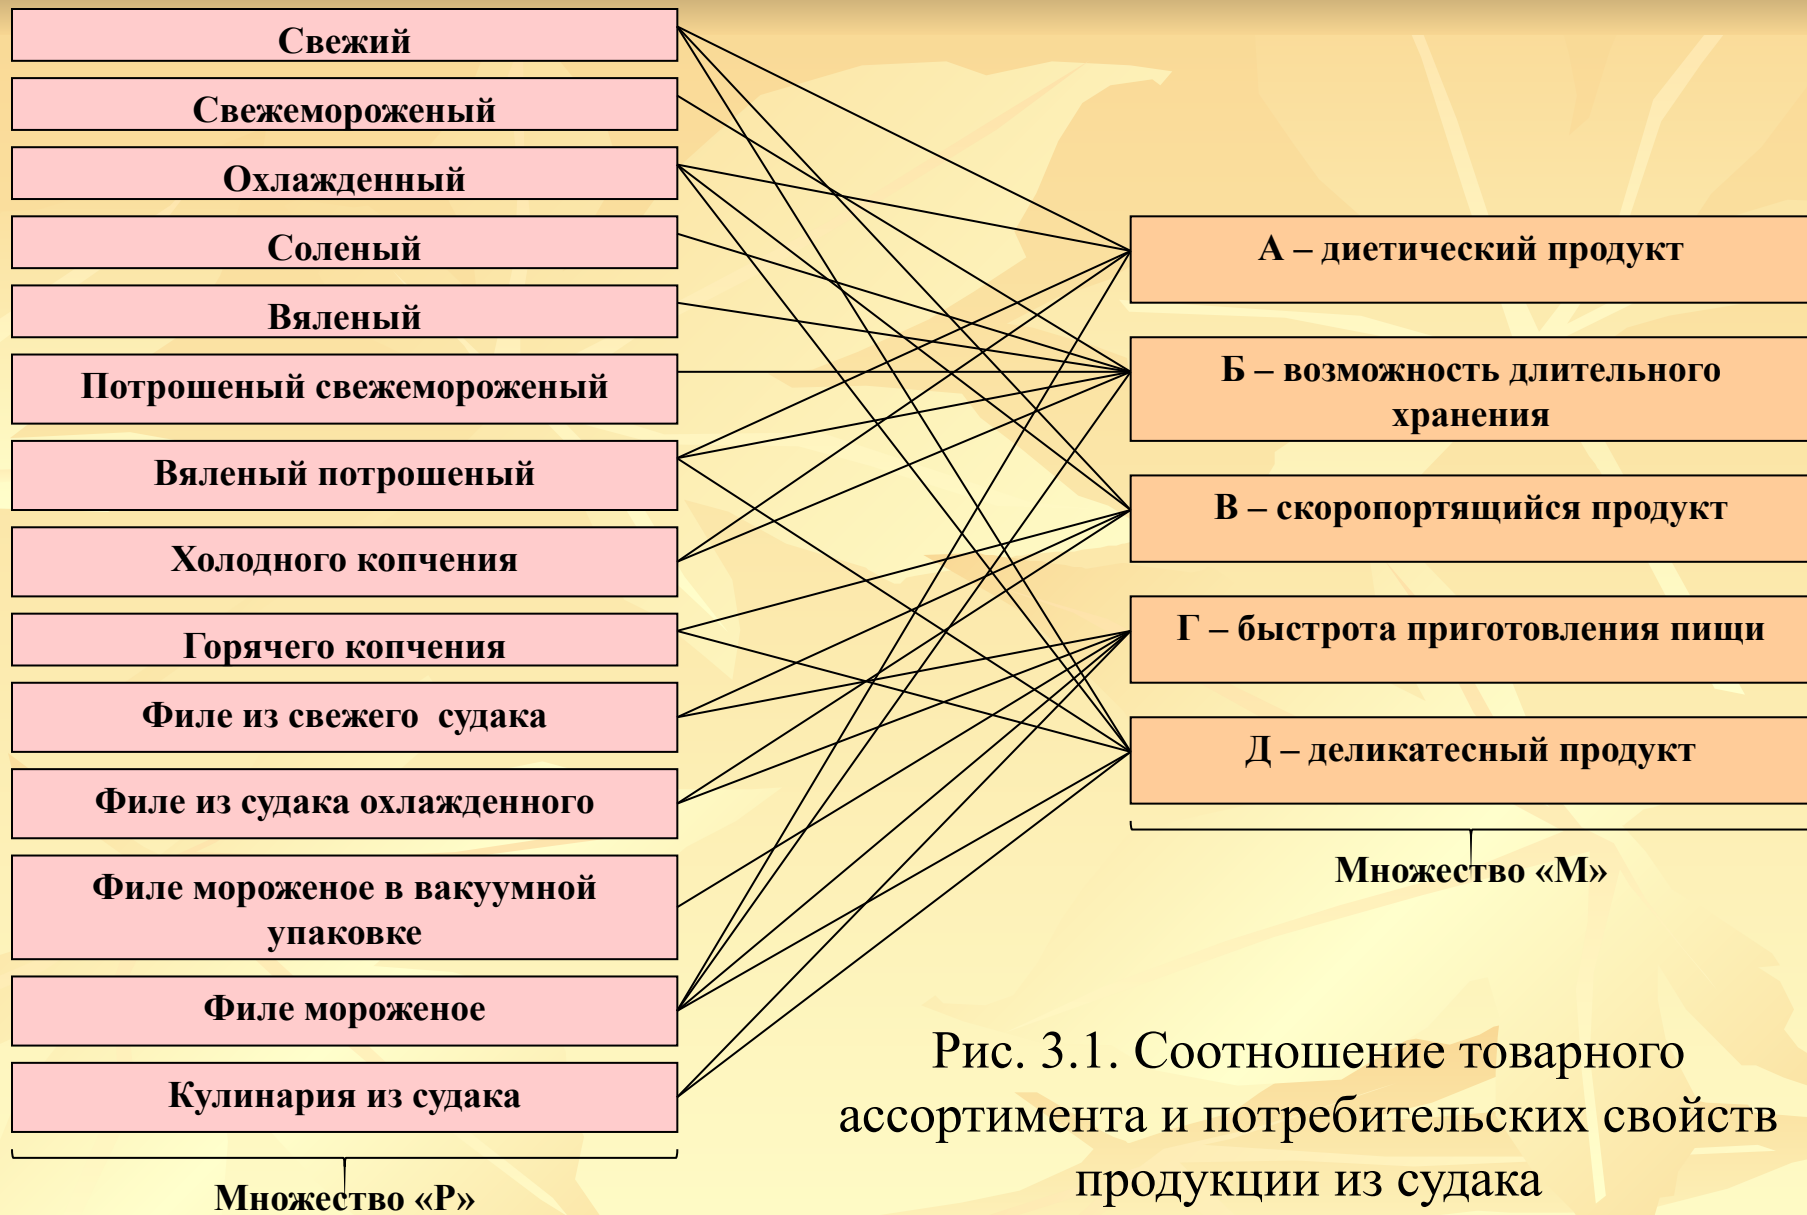 Свежий
Свежемороженый
Охлажденный
Соленый
Вяленый
Потрошеный свежемороженый
Вяленый потрошеный
Холодного копчения
Горячего копчения
Филе из свежего судака
Филе из судака охлажденного
Филе мороженое в вакуумной
упаковке
Филе мороженое
Кулинария из судака
Множество «Р»
А – диетический продукт
Б – возможность длительного
хранения
В – скоропортящийся продукт
Г – быстрота приготовления пищи
Д – деликатесный продукт
Множество «М»
Рис. 3.1. Соотношение товарного
ассортимента и потребительских свойств
продукции из судака